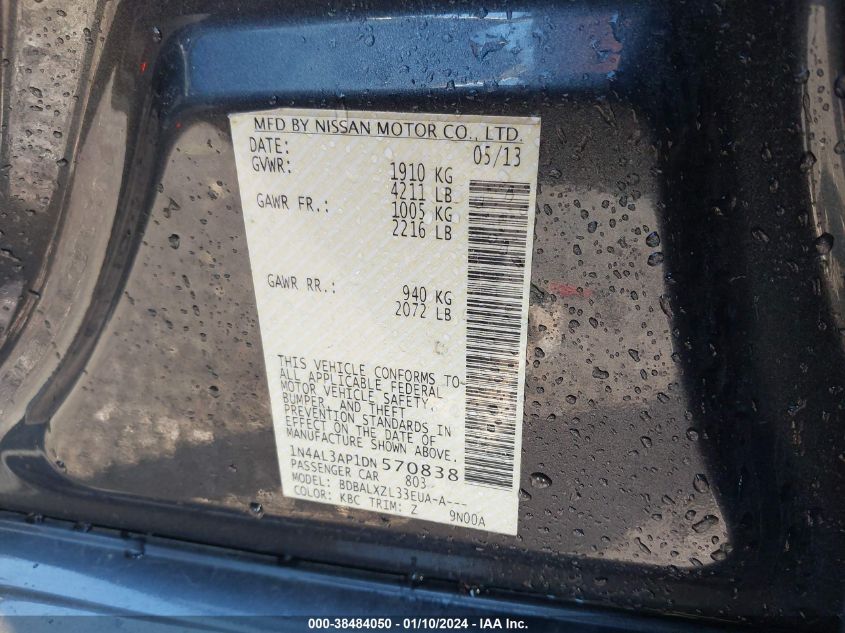 MFD BY NISSAN MOTOR CO., LTD.
DATE: 05/13
GVWR: 1910 KG
4211 LB
GAWR FR.: 1005 KG
2216 LB
GAWR RR.: 940 KG
2072 LB
THIS VEHICLE CONFORMS TO
ALL APPLICABLE FEDERAL
MOTOR VEHICLE SAFETY,
BUMPER, AND THEFT
PREVENTION STANDARDS IN
EFFECT ON THE DATE OF
MANUFACTURE SHOWN ABOVE.
1N4AL3AP1DN570838
PASSENGER CAR 803
MODEL: BDBALXZL33EUA-A---
COLOR: KBC TRIM: Z 9N00A
000-38484050 — 01/10/2024 — IAA Inc.